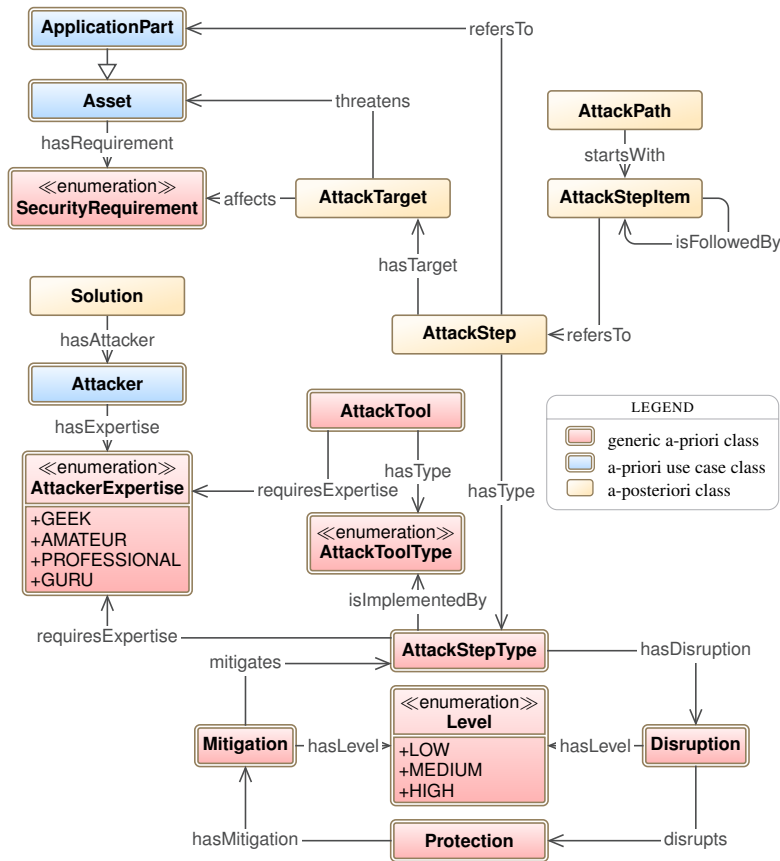 ApplicationPart
refersTo
Asset
threatens
AttackPath
hasRequirement
startsWith
≪enumeration≫
SecurityRequirement
affects
AttackTarget
AttackStepItem
isFollowedBy
hasTarget
Solution
AttackStep
refersTo
hasAttacker
Attacker
AttackTool
LEGEND
generic a-priori class
a-priori use case class
a-posteriori class
hasExpertise
≪enumeration≫
AttackerExpertise
+GEEK
+AMATEUR
+PROFESSIONAL
+GURU
requiresExpertise
hasType
hasType
≪enumeration≫
AttackToolType
isImplementedBy
requiresExpertise
AttackStepType
hasDisruption
mitigates
≪enumeration≫
Level
+LOW
+MEDIUM
+HIGH
Mitigation
hasLevel
hasLevel
Disruption
hasMitigation
Protection
disrupts